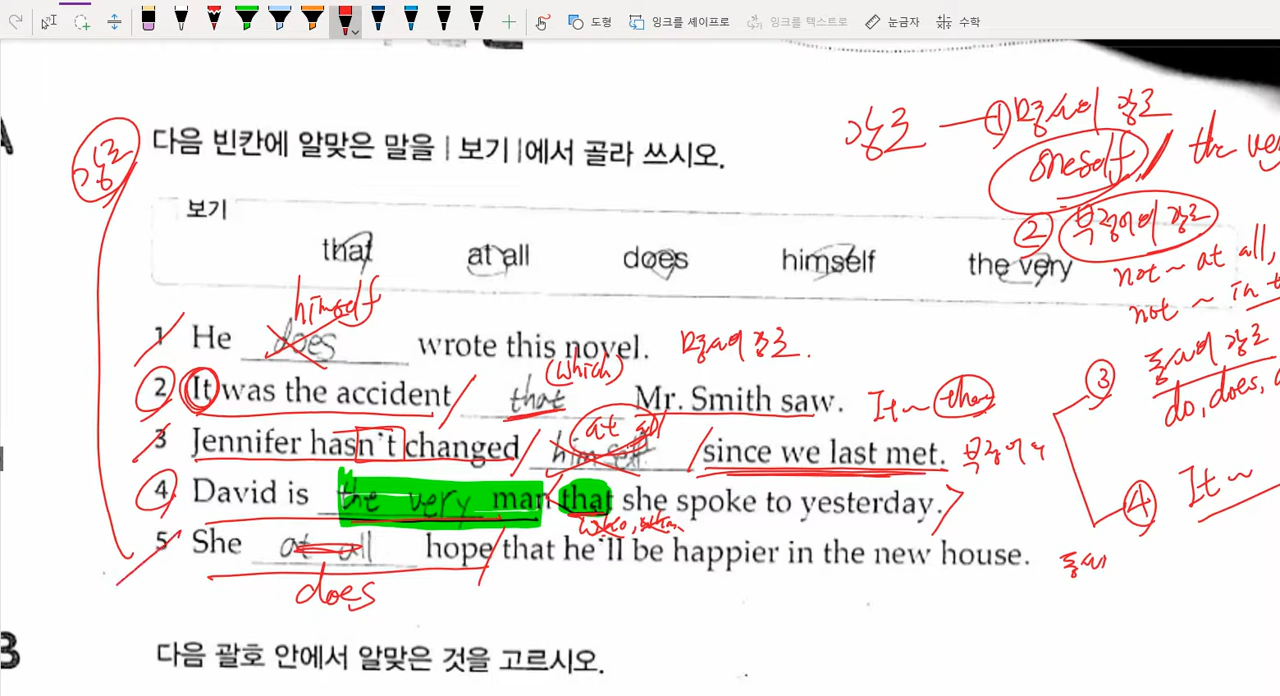 도형 잉크를 셰이프로 잉크를 텍스트로 눈금자 수학
A 다음 빈칸에 알맞은 말을 | 보기 |에서 골라 쓰시오.
강조
강조 ① 명사의 강조
oneself, the ve
② 부정어의 강조
not ~ at all,
not ~ in t
③ 동사의 강조
do, does,
④ It ~
보기
that at all does himself the very
himself
1 He does wrote this novel. 명사의 강조.
(which)
2 It was the accident that Mr. Smith saw. It ~ that
at all
3 Jennifer hasn't changed himself since we last met. 부정어
4 David is the very man that she spoke to yesterday.
5 She at all hope that he'll be happier in the new house. 동사
does
B 다음 괄호 안에서 알맞은 것을 고르시오.